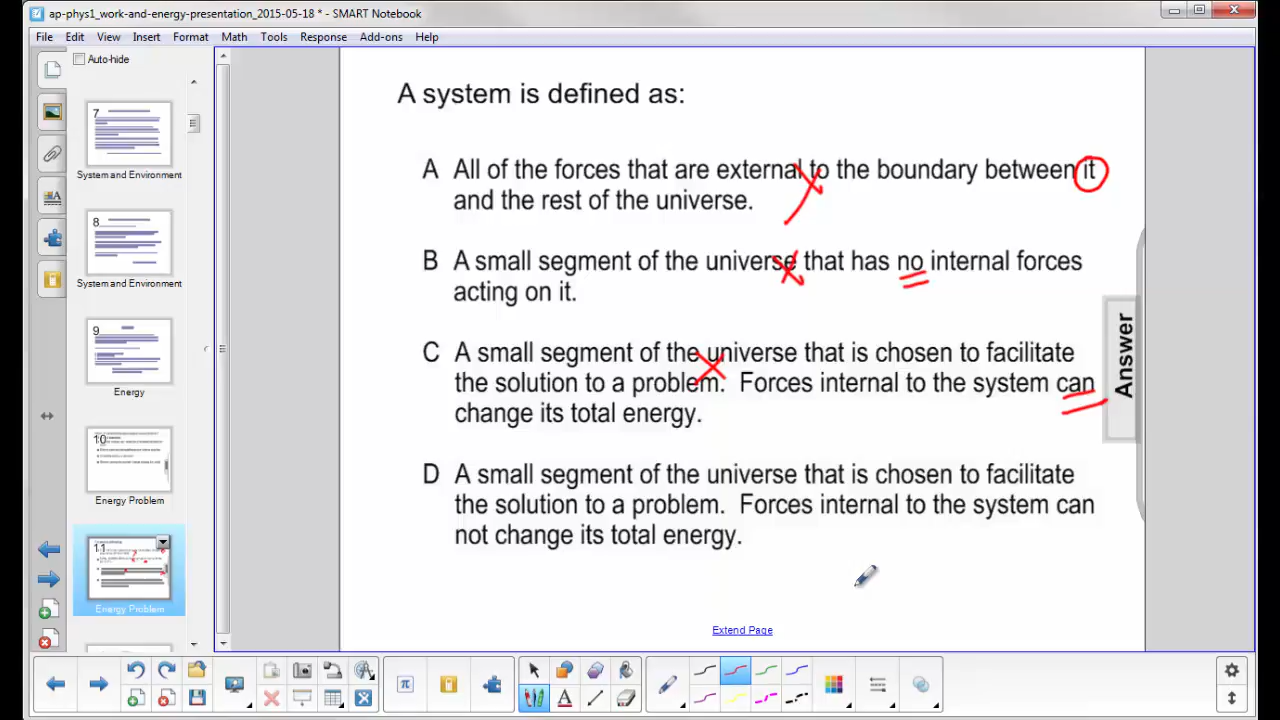 ap-phys1_work-and-energy-presentation_2015-05-18 * - SMART Notebook
File Edit View Insert Format Math Tools Response Add-ons Help
Auto-hide
7
System and Environment
8
System and Environment
9
Energy
10
Energy Problem
11
Energy Problem
A system is defined as:
A All of the forces that are external to the boundary between it
and the rest of the universe.
B A small segment of the universe that has no internal forces
acting on it.
C A small segment of the universe that is chosen to facilitate
the solution to a problem. Forces internal to the system can
change its total energy.
D A small segment of the universe that is chosen to facilitate
the solution to a problem. Forces internal to the system can
not change its total energy.
Answer
Extend Page